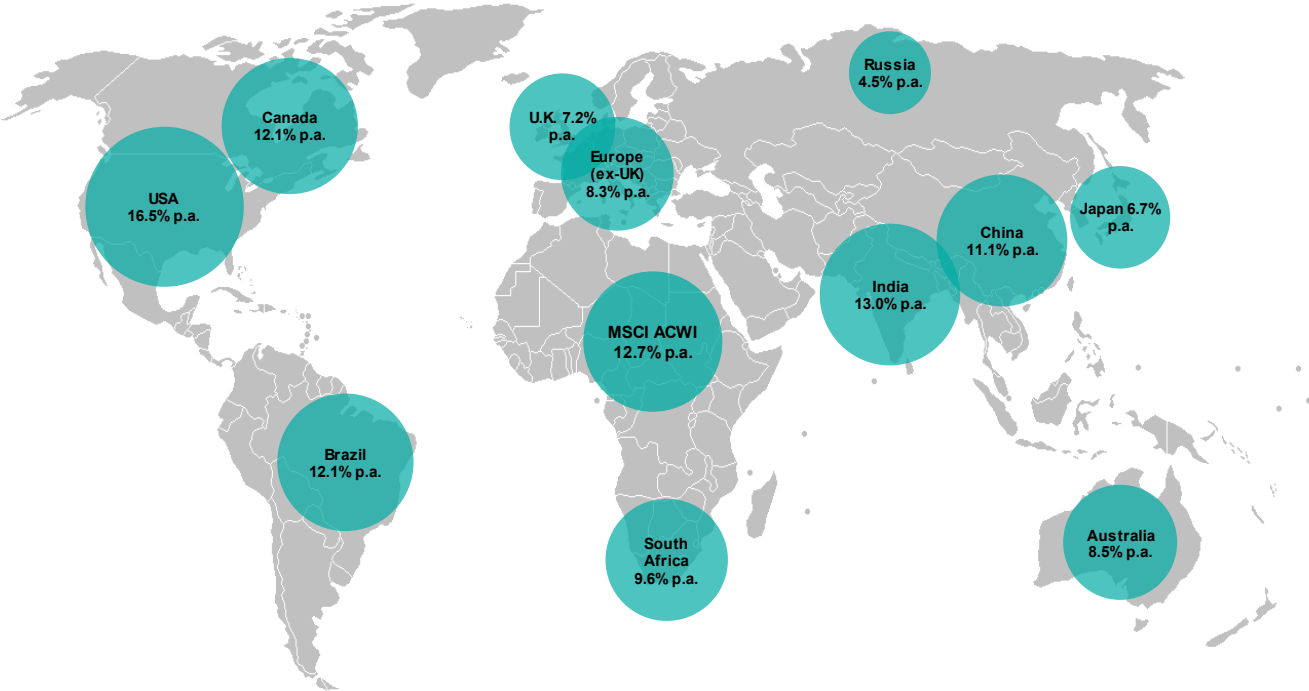 Russia
4.5% p.a.
Canada
12.1% p.a.
U.K. 7.2%
p.a.
Europe
(ex-UK)
8.3% p.a.
USA
16.5% p.a.
Japan 6.7%
p.a.
China
11.1% p.a.
India
13.0% p.a.
MSCI ACWI
12.7% p.a.
Brazil
12.1% p.a.
South
Africa
9.6% p.a.
Australia
8.5% p.a.